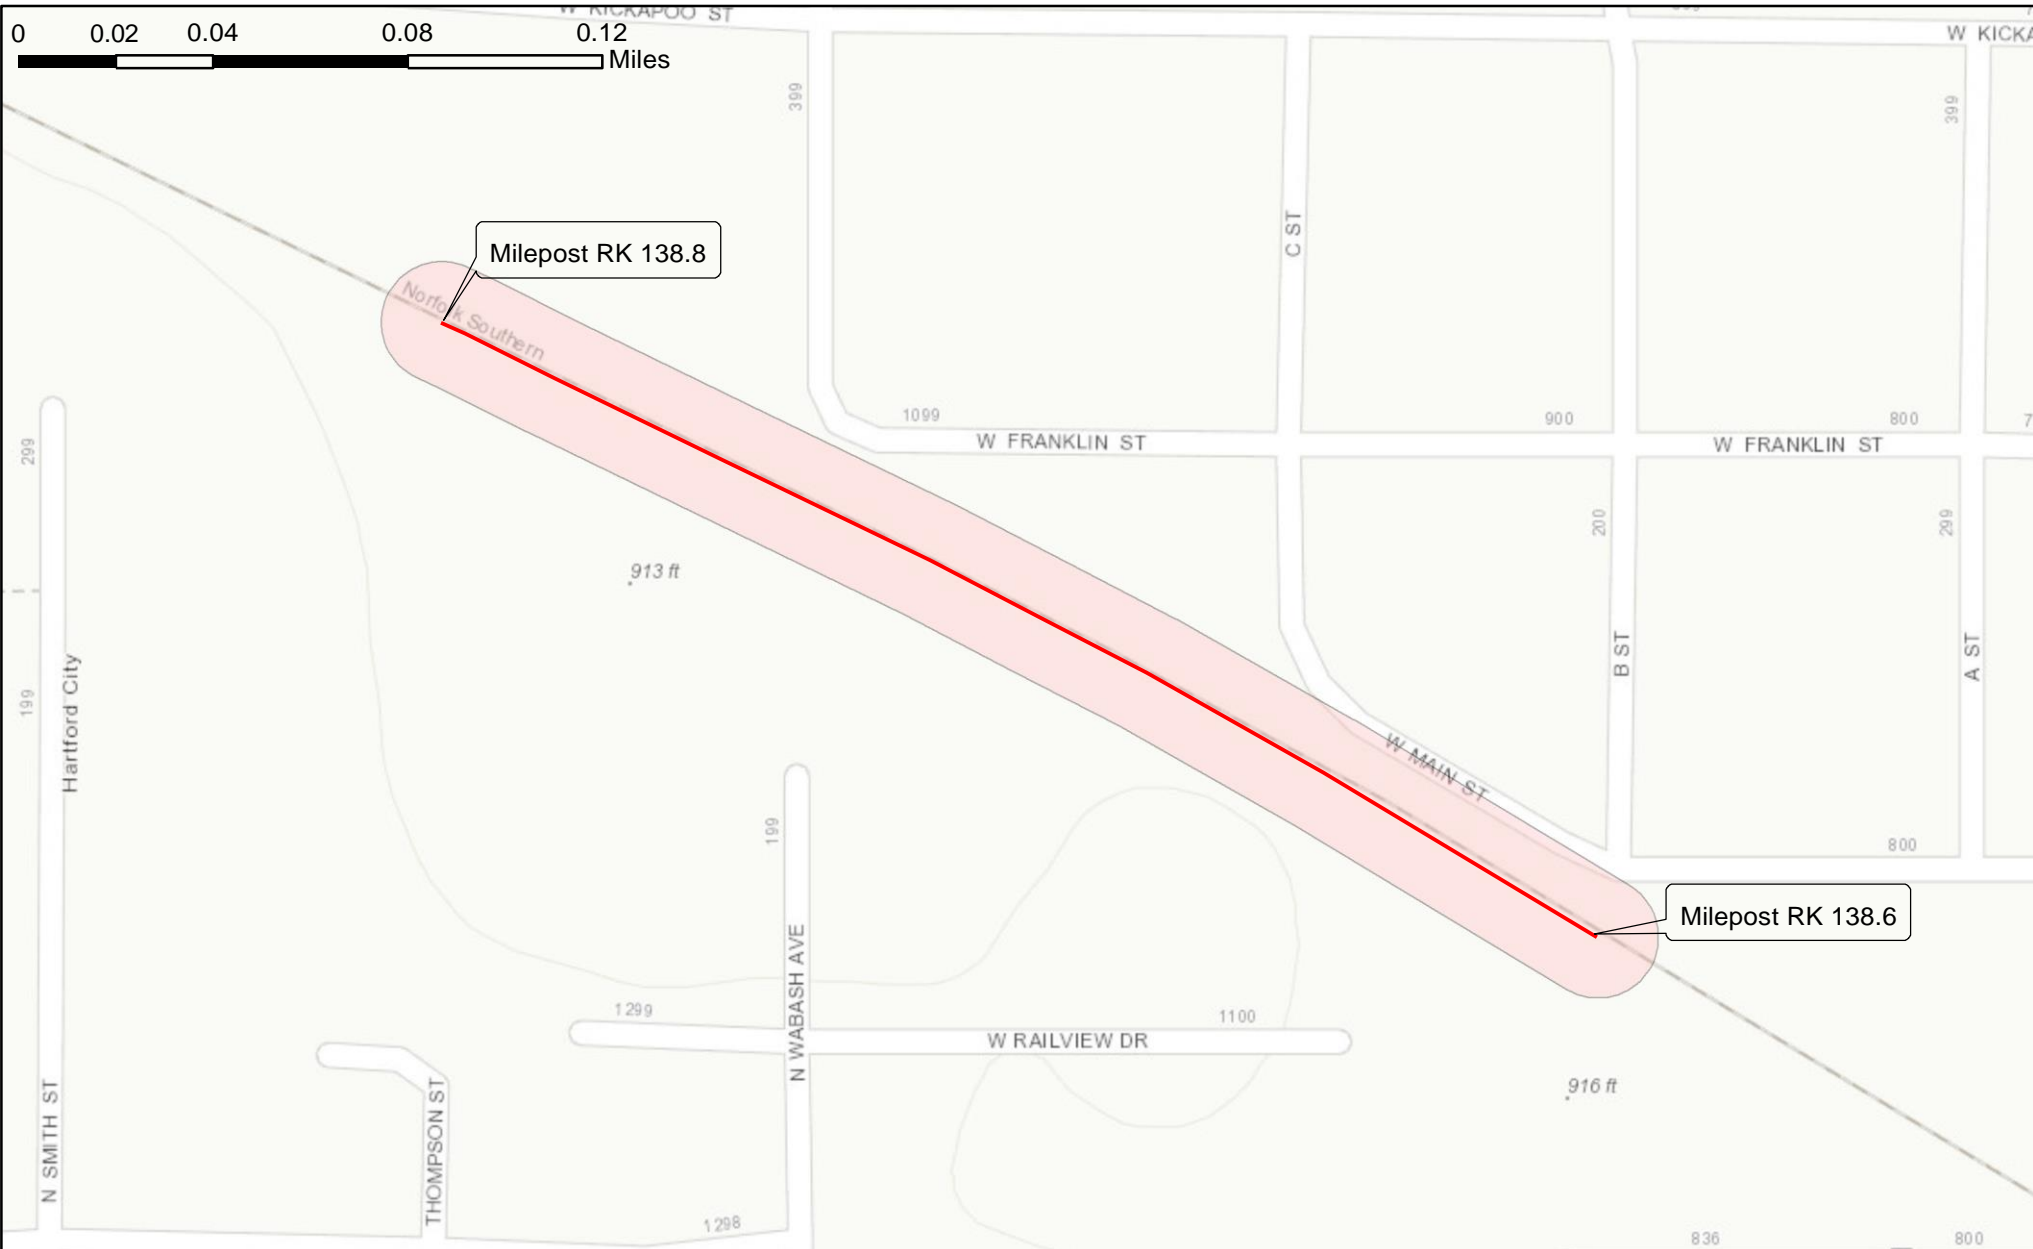 W KICKAPOO ST
0 0.02 0.04 0.08 0.12
Miles
W KICKA
399
399
Milepost RK 138.8
C ST
Norfolk Southern
1099
900
800
7
W FRANKLIN ST
W FRANKLIN ST
299
200
299
913 ft
B ST
A ST
Hartford City
199
W MAIN ST
199
800
Milepost RK 138.6
N WABASH AVE
1299
1100
W RAILVIEW DR
916 ft
N SMITH ST
THOMPSON ST
1298
836
800